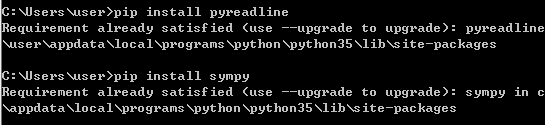 C:\Users\user>pip install pyreadline
Requirement already satisfied (use --upgrade to upgrade): pyreadline
\user\appdata\local\programs\python\python35\lib\site-packages
C:\Users\user>pip install sympy
Requirement already satisfied (use --upgrade to upgrade): sympy in c
\appdata\local\programs\python\python35\lib\site-packages